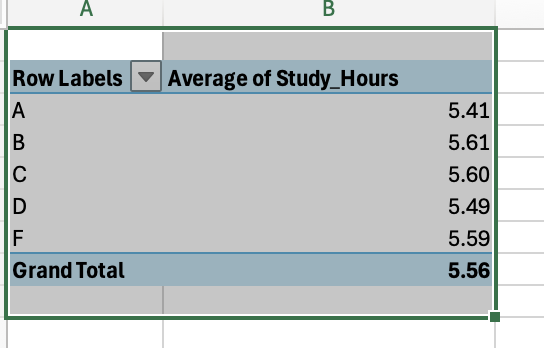 A B
Row Labels Average of Study_Hours
A 5.41
B 5.61
C 5.60
D 5.49
F 5.59
Grand Total 5.56